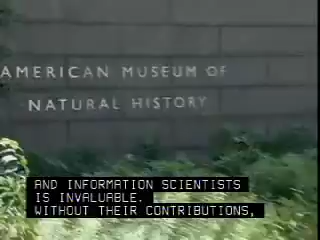 AMERICAN MUSEUM OF
NATURAL HISTORY
AND INFORMATION SCIENTISTS
IS INVALUABLE.
WITHOUT THEIR CONTRIBUTIONS,